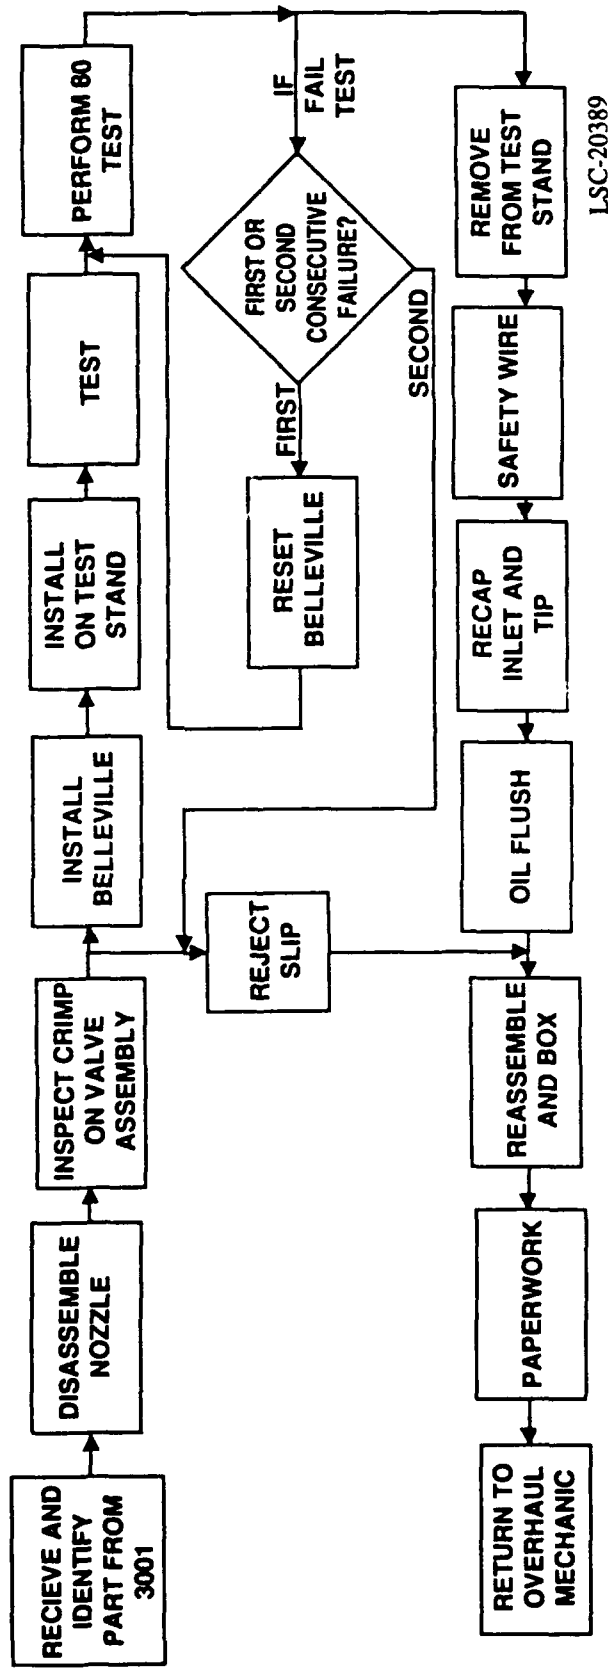 RECIEVE AND
IDENTIFY
PART FROM
3001
DISASSEMBLE
NOZZLE
INSPECT CRIMP
ON VALVE
ASSEMBLY
INSTALL
BELLEVILLE
INSTALL
ON TEST
STAND
TEST
PERFORM 80
TEST
IF
FAIL
TEST
FIRST OR
SECOND
CONSECUTIVE
FAILURE?
FIRST
SECOND
RESET
BELLEVILLE
REJECT
SLIP
REMOVE
FROM TEST
STAND
SAFETY WIRE
RECAP
INLET AND
TIP
OIL FLUSH
REASSEMBLE
AND BOX
PAPERWORK
RETURN TO
OVERHAUL
MECHANIC
LSC-20389